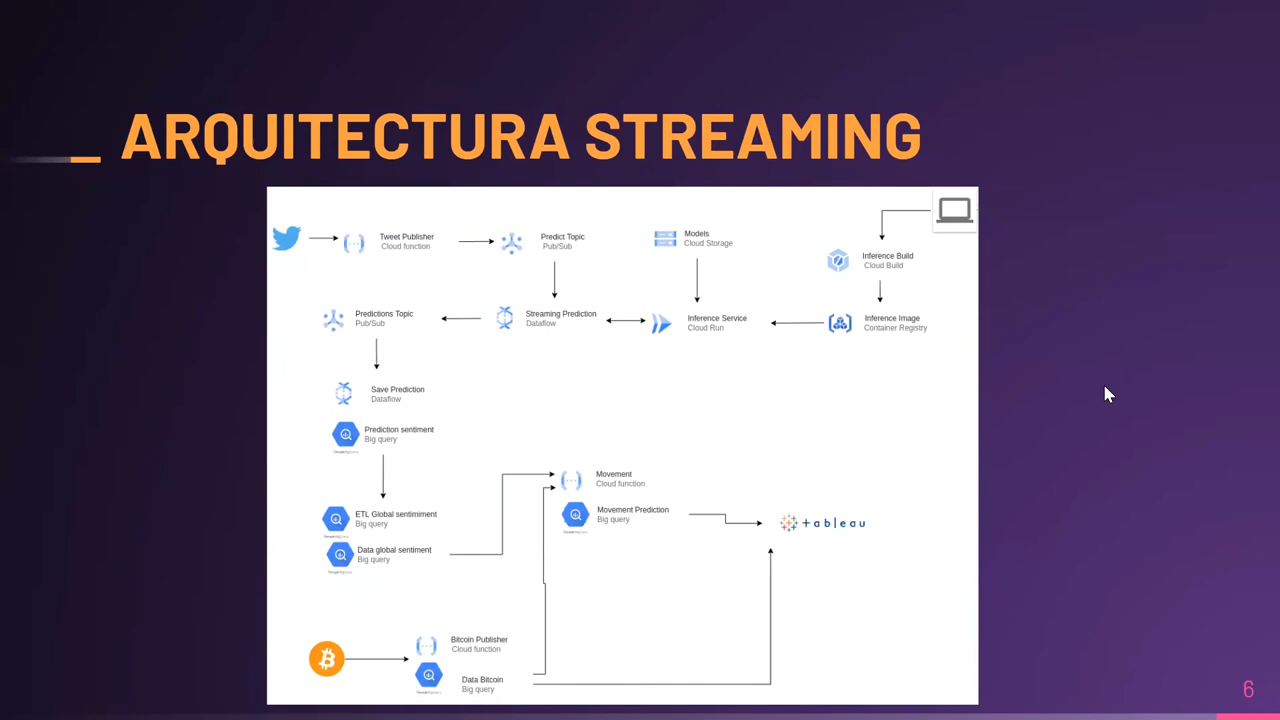 ARQUITECTURA STREAMING
Tweet Publisher
Cloud function
Predict Topic
Pub/Sub
Models
Cloud Storage
Inference Build
Cloud Build
Predictions Topic
Pub/Sub
Streaming Prediction
Dataflow
Inference Service
Cloud Run
Inference Image
Container Registry
Save Prediction
Dataflow
Prediction sentiment
Big query
ETL Global sentimiment
Big query
Data global sentiment
Big query
Movement
Cloud function
Movement Prediction
Big query
+ableau
Bitcoin Publisher
Cloud function
Data Bitcoin
Big query
6